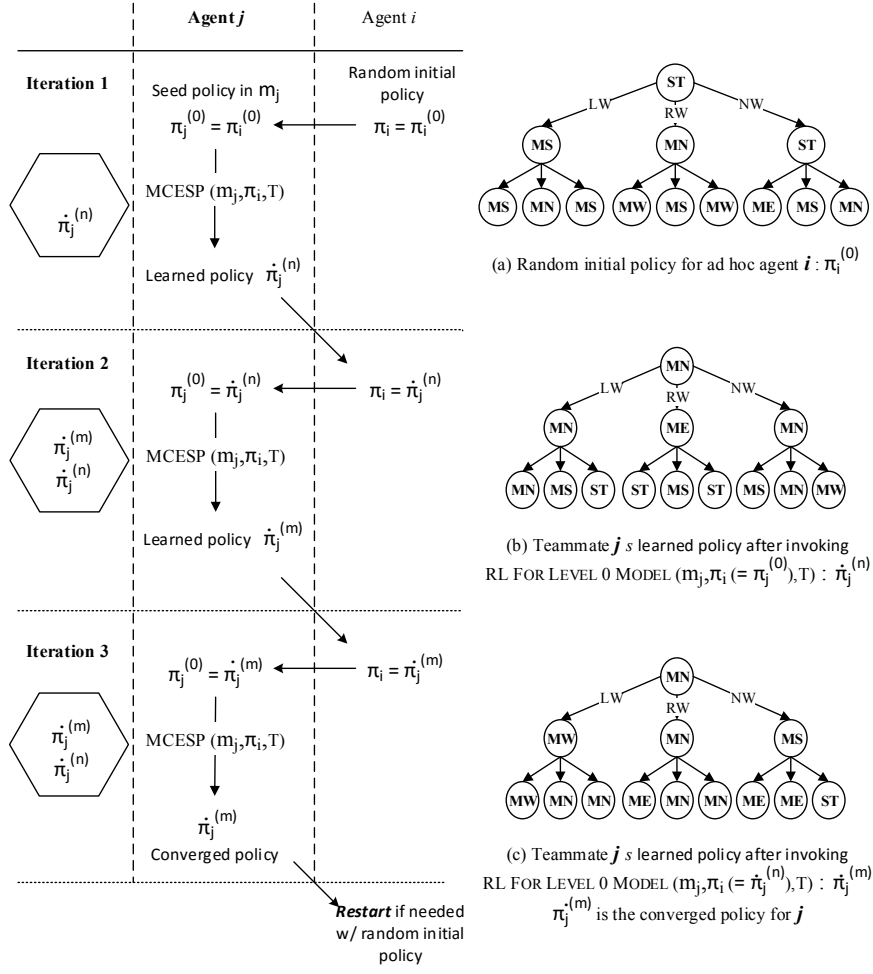 Agent j
Agent i
Iteration 1
Seed policy in mⱼ
Random initial
policy
πⱼ⁽⁰⁾ = πᵢ⁽⁰⁾
πᵢ = πᵢ⁽⁰⁾
MCESP (mⱼ,πᵢ,T)
π̇ⱼ⁽ⁿ⁾
Learned policy π̇ⱼ⁽ⁿ⁾
Iteration 2
πⱼ⁽⁰⁾ = π̇ⱼ⁽ⁿ⁾
πᵢ = π̇ⱼ⁽ⁿ⁾
π̇ⱼ⁽ᵐ⁾
π̇ⱼ⁽ⁿ⁾
MCESP (mⱼ,πᵢ,T)
Learned policy π̇ⱼ⁽ᵐ⁾
Iteration 3
πⱼ⁽⁰⁾ = π̇ⱼ⁽ᵐ⁾
πᵢ = π̇ⱼ⁽ᵐ⁾
π̇ⱼ⁽ᵐ⁾
π̇ⱼ⁽ⁿ⁾
MCESP (mⱼ,πᵢ,T)
π̇ⱼ⁽ᵐ⁾
Converged policy
Restart if needed
w/ random initial
policy
ST
LW RW NW
MS MN ST
MS MN MS MW MS MW ME MS MN
(a) Random initial policy for ad hoc agent i : πᵢ⁽⁰⁾
MN
LW RW NW
MN ME MN
MN MS ST ST MS ST MS MN MW
(b) Teammate j s learned policy after invoking
RL FOR LEVEL 0 MODEL (mⱼ,πᵢ (= πⱼ⁽⁰⁾),T) : π̇ⱼ⁽ⁿ⁾
MN
LW RW NW
MW MN MS
MW MN MN ME MN MN ME ME ST
(c) Teammate j s learned policy after invoking
RL FOR LEVEL 0 MODEL (mⱼ,πᵢ (= π̇ⱼ⁽ⁿ⁾),T) : π̇ⱼ⁽ᵐ⁾
π̇ⱼ⁽ᵐ⁾ is the converged policy for j